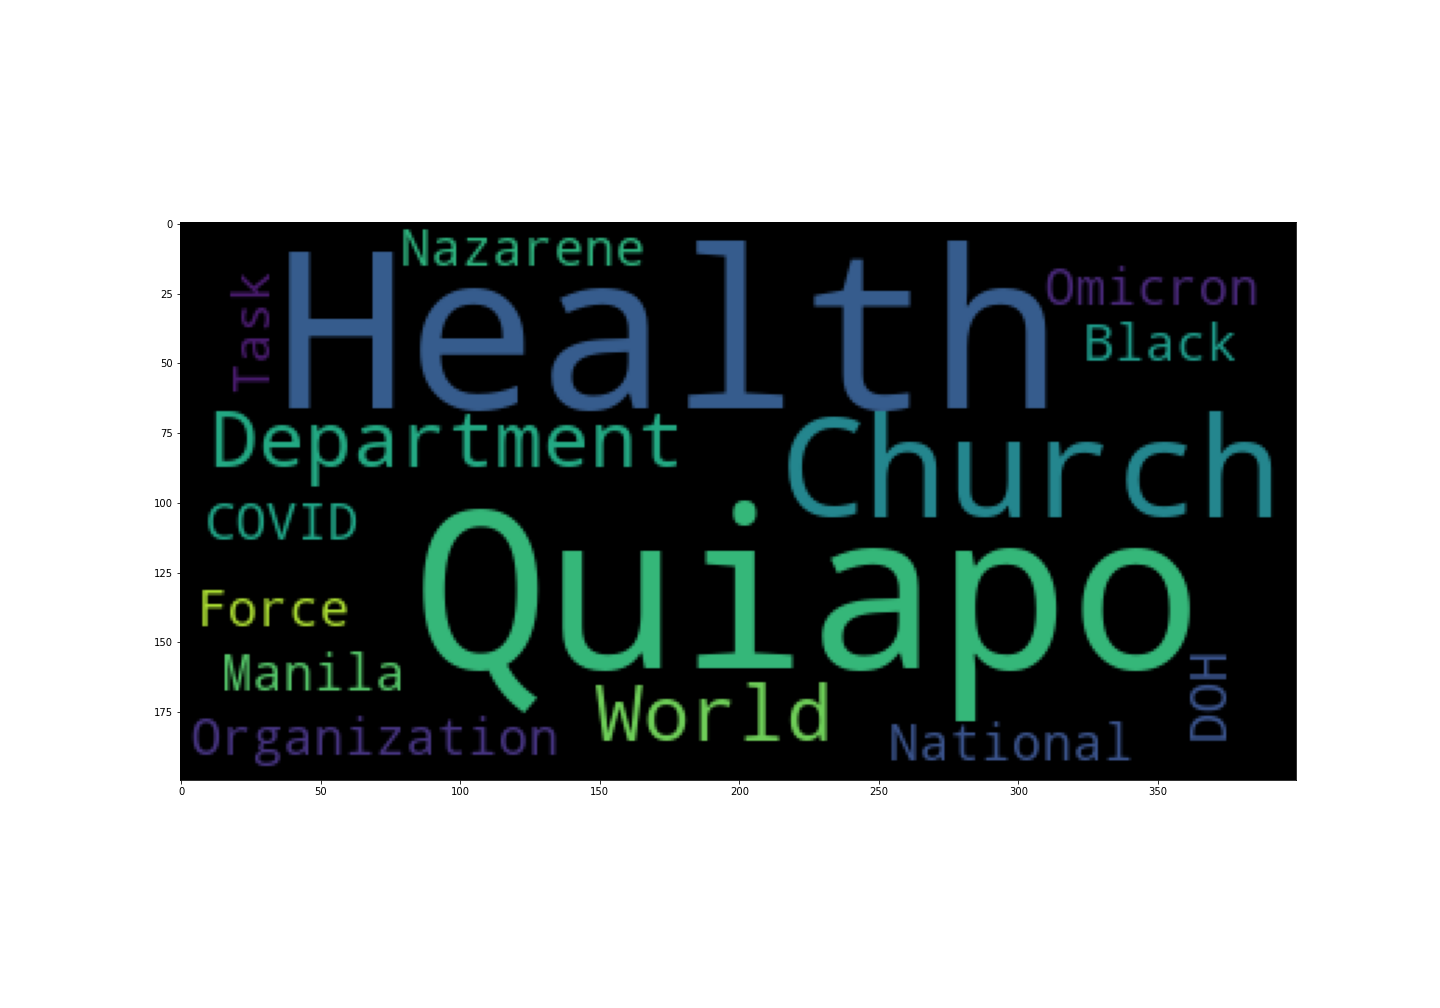 Nazarene
Health
Omicron
Task
Black
Department
Church
COVID
Quiapo
Force
Manila
World
DOH
Organization
National
0
25
50
75
100
125
150
175
0 50 100 150 200 250 300 350